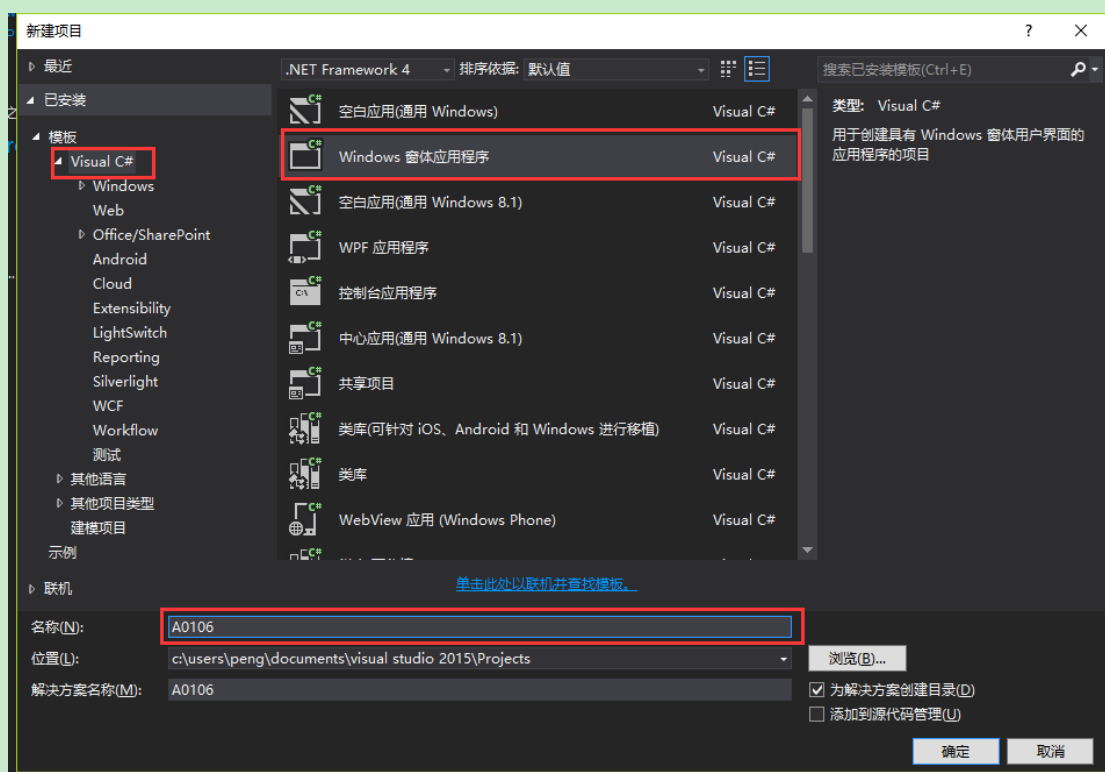 新建项目
? ×
最近
.NET Framework 4 排序依据: 默认值
搜索已安装模板(Ctrl+E)
已安装
模板
Visual C#
Windows
Web
Office/SharePoint
Android
Cloud
Extensibility
LightSwitch
Reporting
Silverlight
WCF
Workflow
测试
其他语言
其他项目类型
建模项目
示例
联机
空白应用(通用 Windows) Visual C#
Windows 窗体应用程序 Visual C#
空白应用(通用 Windows 8.1) Visual C#
WPF 应用程序 Visual C#
控制台应用程序 Visual C#
中心应用(通用 Windows 8.1) Visual C#
共享项目 Visual C#
类库(可针对 iOS、Android 和 Windows 进行移植) Visual C#
类库 Visual C#
WebView 应用 (Windows Phone) Visual C#
单击此处以联机并查找模板。
类型: Visual C#
用于创建具有 Windows 窗体用户界面的
应用程序的项目
名称(N): A0106
位置(L): c:\users\peng\documents\visual studio 2015\Projects 浏览(B)...
解决方案名称(M): A0106
为解决方案创建目录(D)
添加到源代码管理(U)
确定 取消